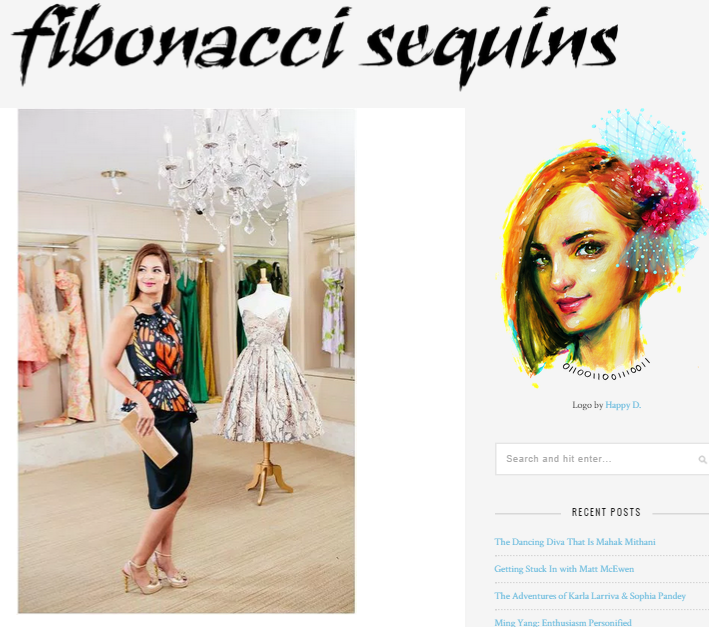 fibonacci sequins
011001100111100111
Logo by Happy D.
Search and hit enter...
RECENT POSTS
The Dancing Diva That Is Mahak Mithani
Getting Stuck In with Matt McEwen
The Adventures of Karla Larriva & Sophia Pandey
Ming Yang: Enthusiasm Personified